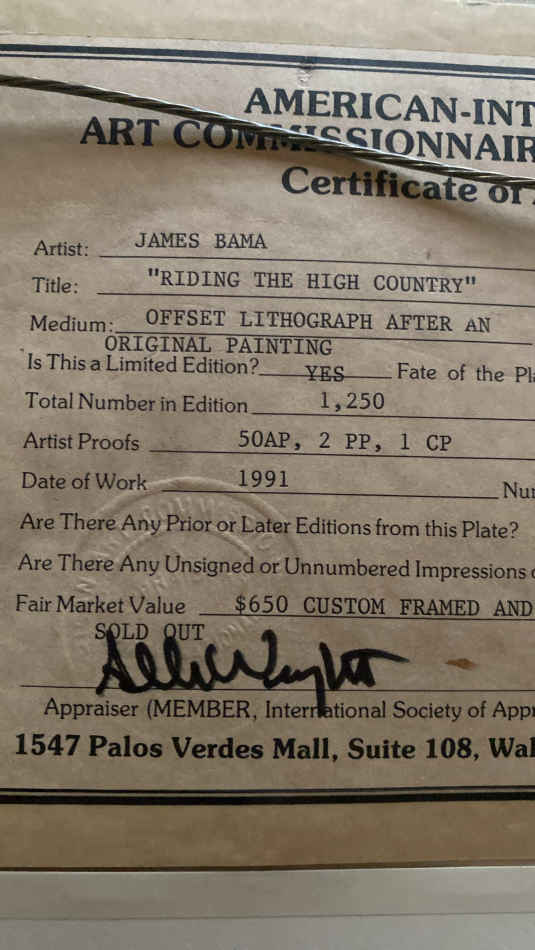 AMERICAN-INT
ART COMMISSIONNAIR
Certificate of
Artist: JAMES BAMA
Title: "RIDING THE HIGH COUNTRY"
Medium: OFFSET LITHOGRAPH AFTER AN
ORIGINAL PAINTING
Is This a Limited Edition? YES Fate of the Pl
Total Number in Edition 1,250
Artist Proofs 50AP, 2 PP, 1 CP
Date of Work 1991 Nu
Are There Any Prior or Later Editions from this Plate?
Are There Any Unsigned or Unnumbered Impressions
Fair Market Value $650 CUSTOM FRAMED AND
SOLD OUT
Appraiser (MEMBER, International Society of Appr
1547 Palos Verdes Mall, Suite 108, Wal